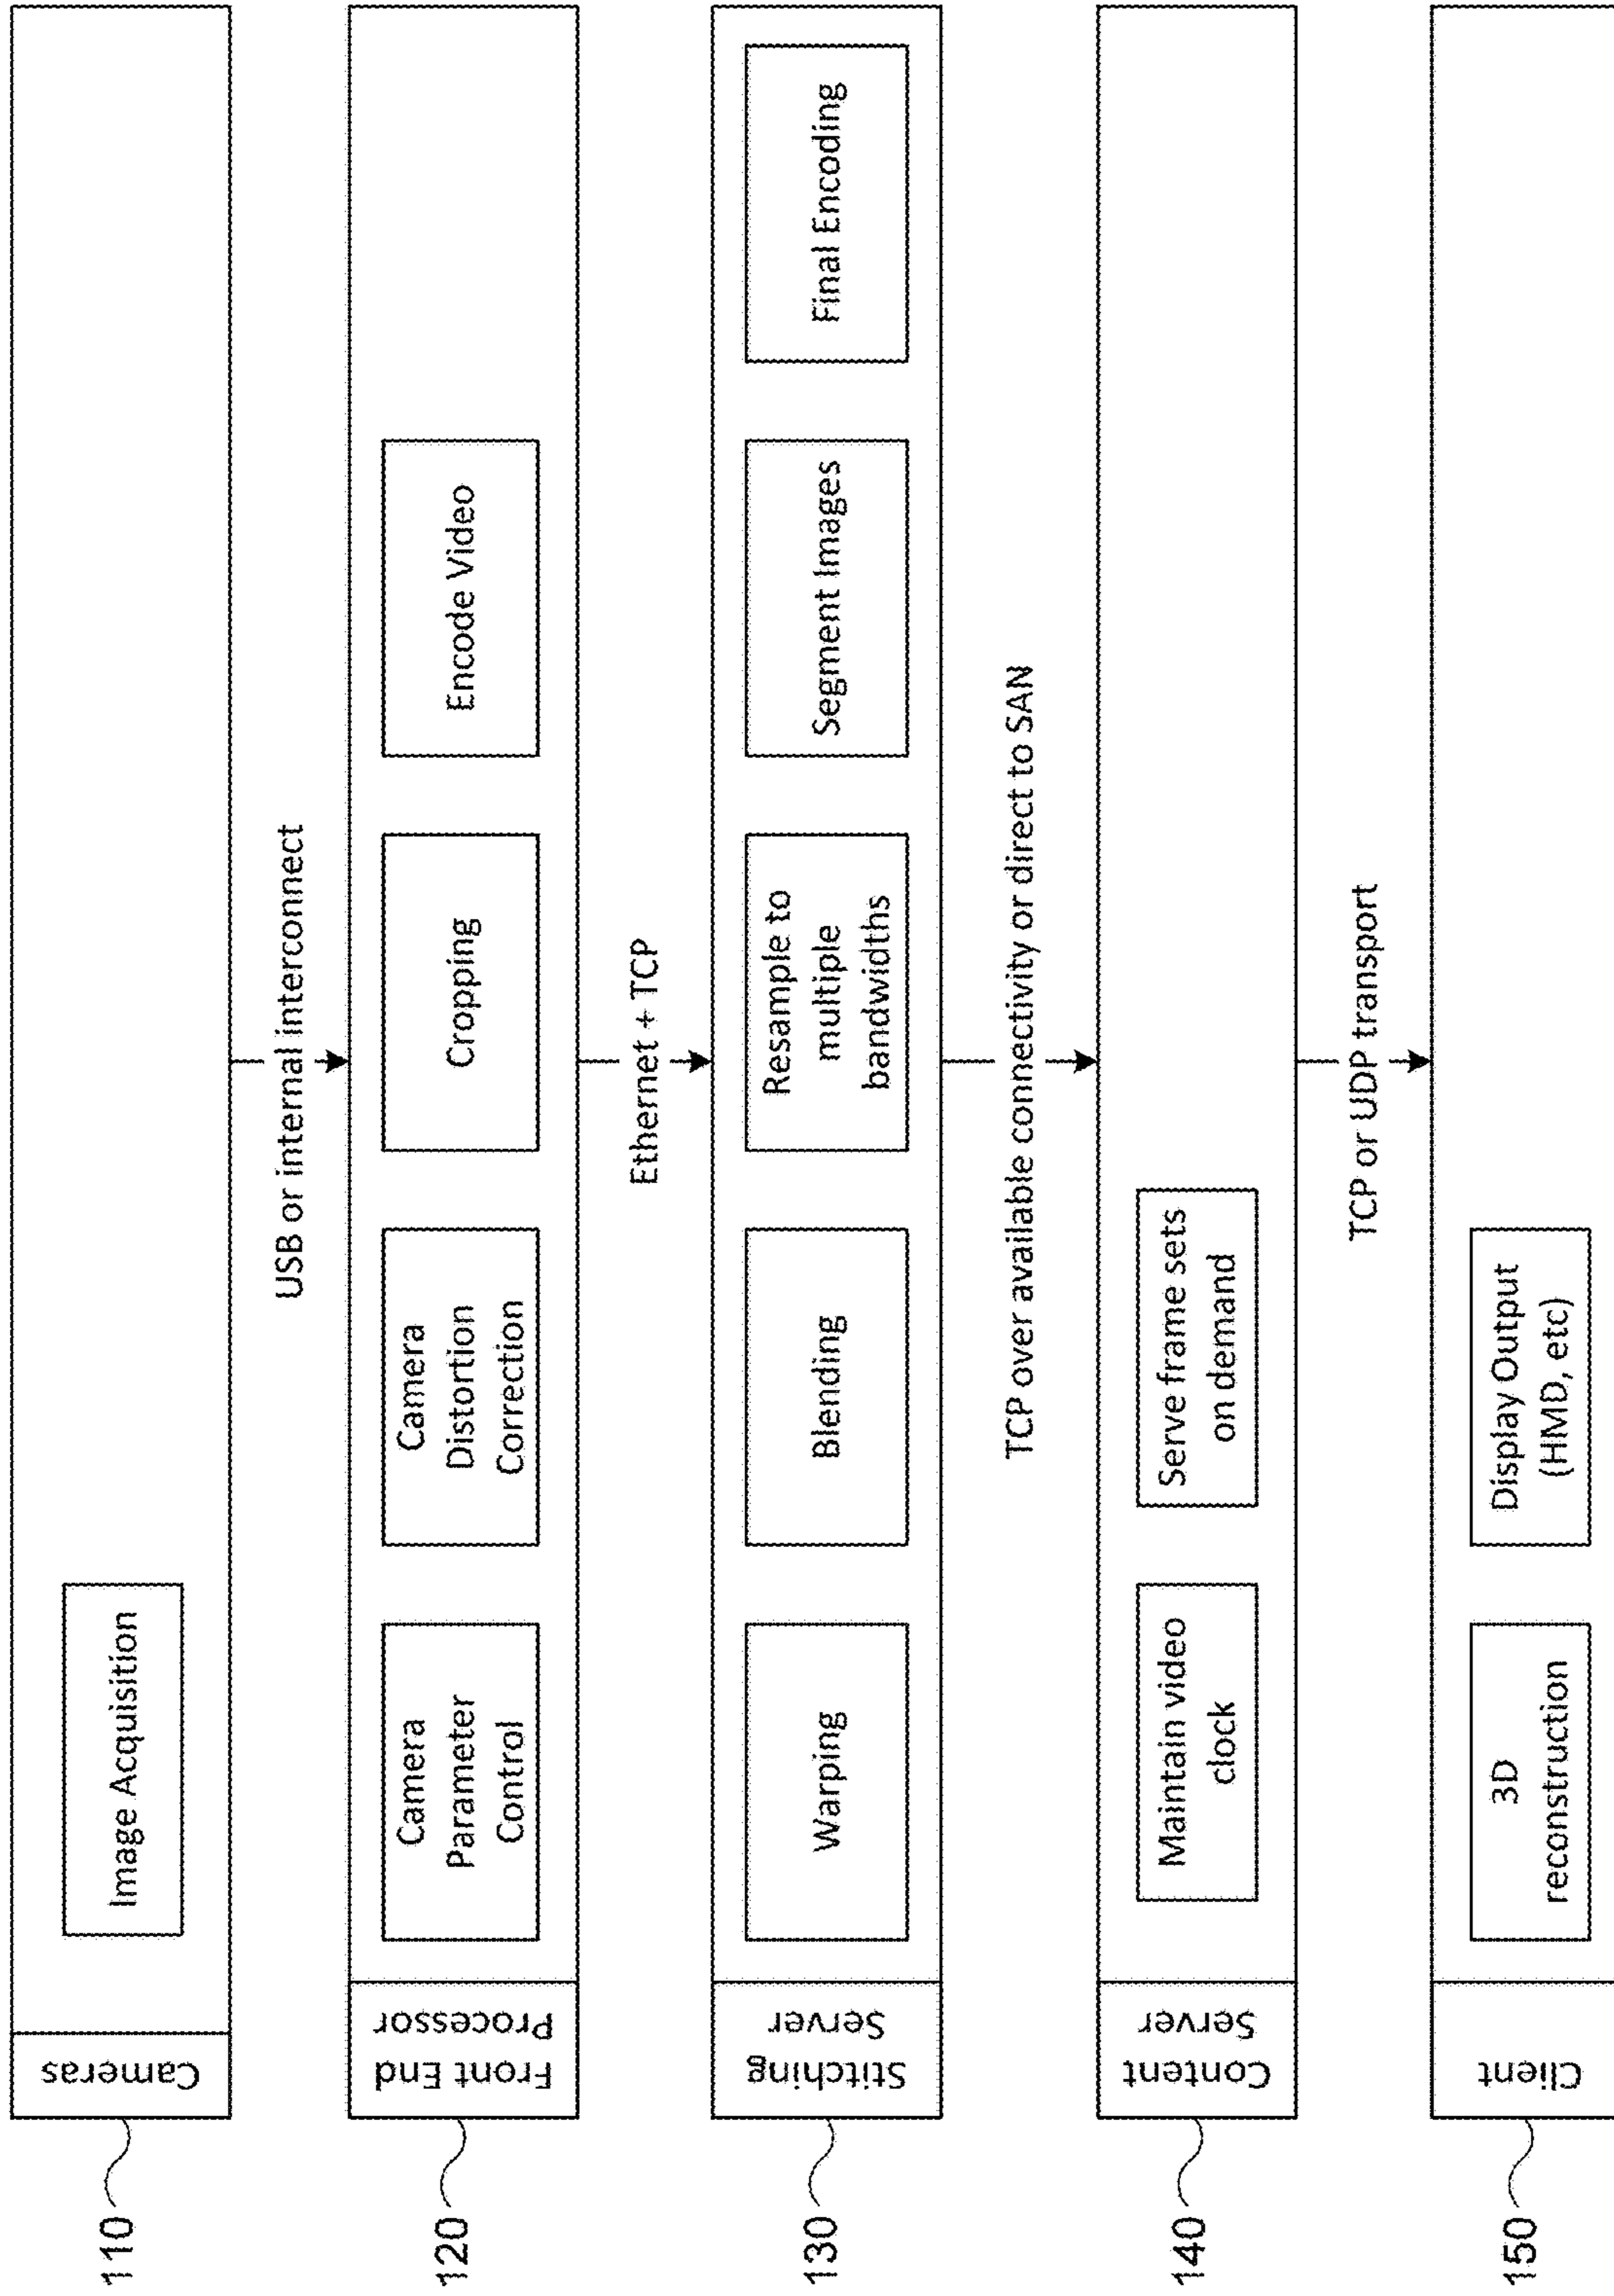 110
Cameras
Image Acquisition
USB or internal interconnect
120
Front End
Processor
Camera
Parameter
Control
Camera
Distortion
Correction
Cropping
Encode Video
Ethernet + TCP
130
Stitching
Server
Warping
Blending
Resample to
multiple
bandwidths
Segment Images
Final Encoding
TCP over available connectivity or direct to SAN
140
Content
Server
Maintain video
clock
Serve frame sets
on demand
TCP or UDP transport
150
Client
3D
reconstruction
Display Output
(HMD, etc)